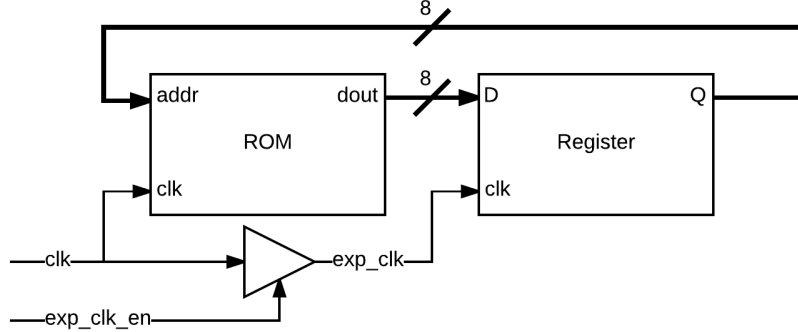 8
8
addr
dout
D
Q
ROM
Register
clk
clk
clk
exp_clk
exp_clk_en